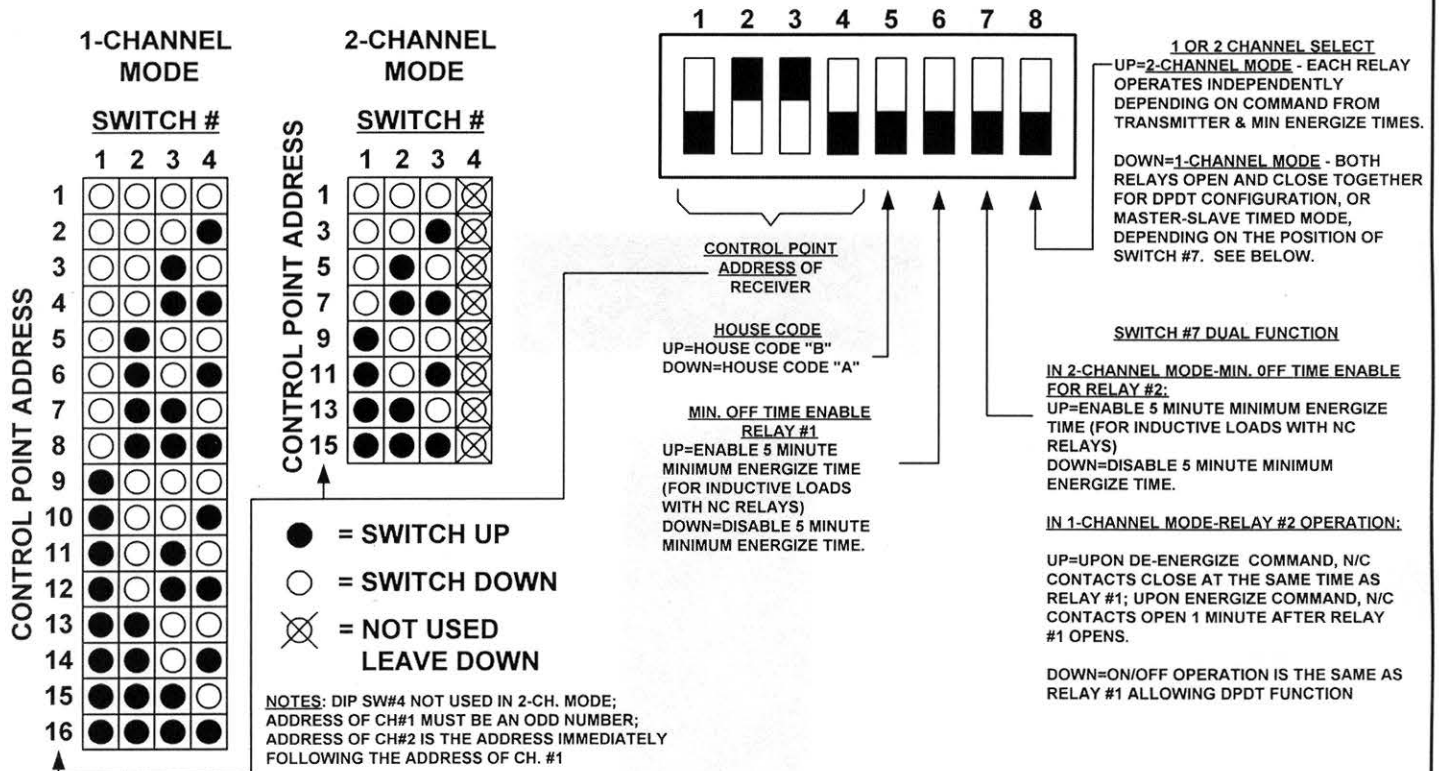 1-CHANNEL
MODE
SWITCH #
1 2 3 4
CONTROL POINT ADDRESS
1
2
3
4
5
6
7
8
9
10
11
12
13
14
15
16
2-CHANNEL
MODE
SWITCH #
1 2 3 4
CONTROL POINT ADDRESS
1
3
5
7
9
11
13
15
= SWITCH UP
= SWITCH DOWN
= NOT USED
LEAVE DOWN
NOTES: DIP SW#4 NOT USED IN 2-CH. MODE;
ADDRESS OF CH#1 MUST BE AN ODD NUMBER;
ADDRESS OF CH#2 IS THE ADDRESS IMMEDIATELY
FOLLOWING THE ADDRESS OF CH. #1
1 2 3 4 5 6 7 8
CONTROL POINT
ADDRESS OF
RECEIVER
HOUSE CODE
UP=HOUSE CODE "B"
DOWN=HOUSE CODE "A"
MIN. OFF TIME ENABLE
RELAY #1
UP=ENABLE 5 MINUTE
MINIMUM ENERGIZE TIME
(FOR INDUCTIVE LOADS
WITH NC RELAYS)
DOWN=DISABLE 5 MINUTE
MINIMUM ENERGIZE TIME.
1 OR 2 CHANNEL SELECT
UP=2-CHANNEL MODE - EACH RELAY
OPERATES INDEPENDENTLY
DEPENDING ON COMMAND FROM
TRANSMITTER & MIN ENERGIZE TIMES.
DOWN=1-CHANNEL MODE - BOTH
RELAYS OPEN AND CLOSE TOGETHER
FOR DPDT CONFIGURATION, OR
MASTER-SLAVE TIMED MODE,
DEPENDING ON THE POSITION OF
SWITCH #7. SEE BELOW.
SWITCH #7 DUAL FUNCTION
IN 2-CHANNEL MODE-MIN. 0FF TIME ENABLE
FOR RELAY #2:
UP=ENABLE 5 MINUTE MINIMUM ENERGIZE
TIME (FOR INDUCTIVE LOADS WITH NC
RELAYS)
DOWN=DISABLE 5 MINUTE MINIMUM
ENERGIZE TIME.
IN 1-CHANNEL MODE-RELAY #2 OPERATION:
UP=UPON DE-ENERGIZE COMMAND, N/C
CONTACTS CLOSE AT THE SAME TIME AS
RELAY #1; UPON ENERGIZE COMMAND, N/C
CONTACTS OPEN 1 MINUTE AFTER RELAY
#1 OPENS.
DOWN=ON/OFF OPERATION IS THE SAME AS
RELAY #1 ALLOWING DPDT FUNCTION